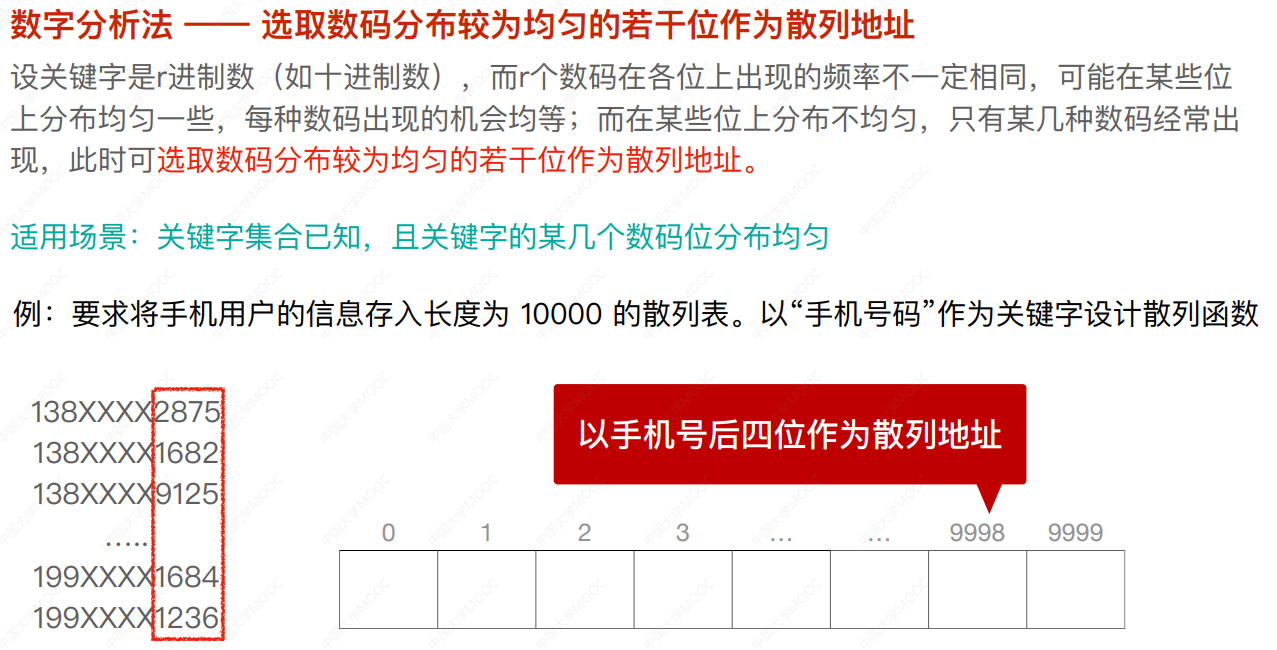 数字分析法 —— 选取数码分布较为均匀的若干位作为散列地址
设关键字是r进制数（如十进制数），而r个数码在各位上出现的频率不一定相同，可能在某些位
上分布均匀一些，每种数码出现的机会均等；而在某些位上分布不均匀，只有某几种数码经常出
现，此时可选取数码分布较为均匀的若干位作为散列地址。
适用场景：关键字集合已知，且关键字的某几个数码位分布均匀
例：要求将手机用户的信息存入长度为 10000 的散列表。以“手机号码”作为关键字设计散列函数
138XXXX2875
138XXXX1682
138XXXX9125
…..
199XXXX1684
199XXXX1236
以手机号后四位作为散列地址
0 1 2 3 … … 9998 9999
中国大学MOOC